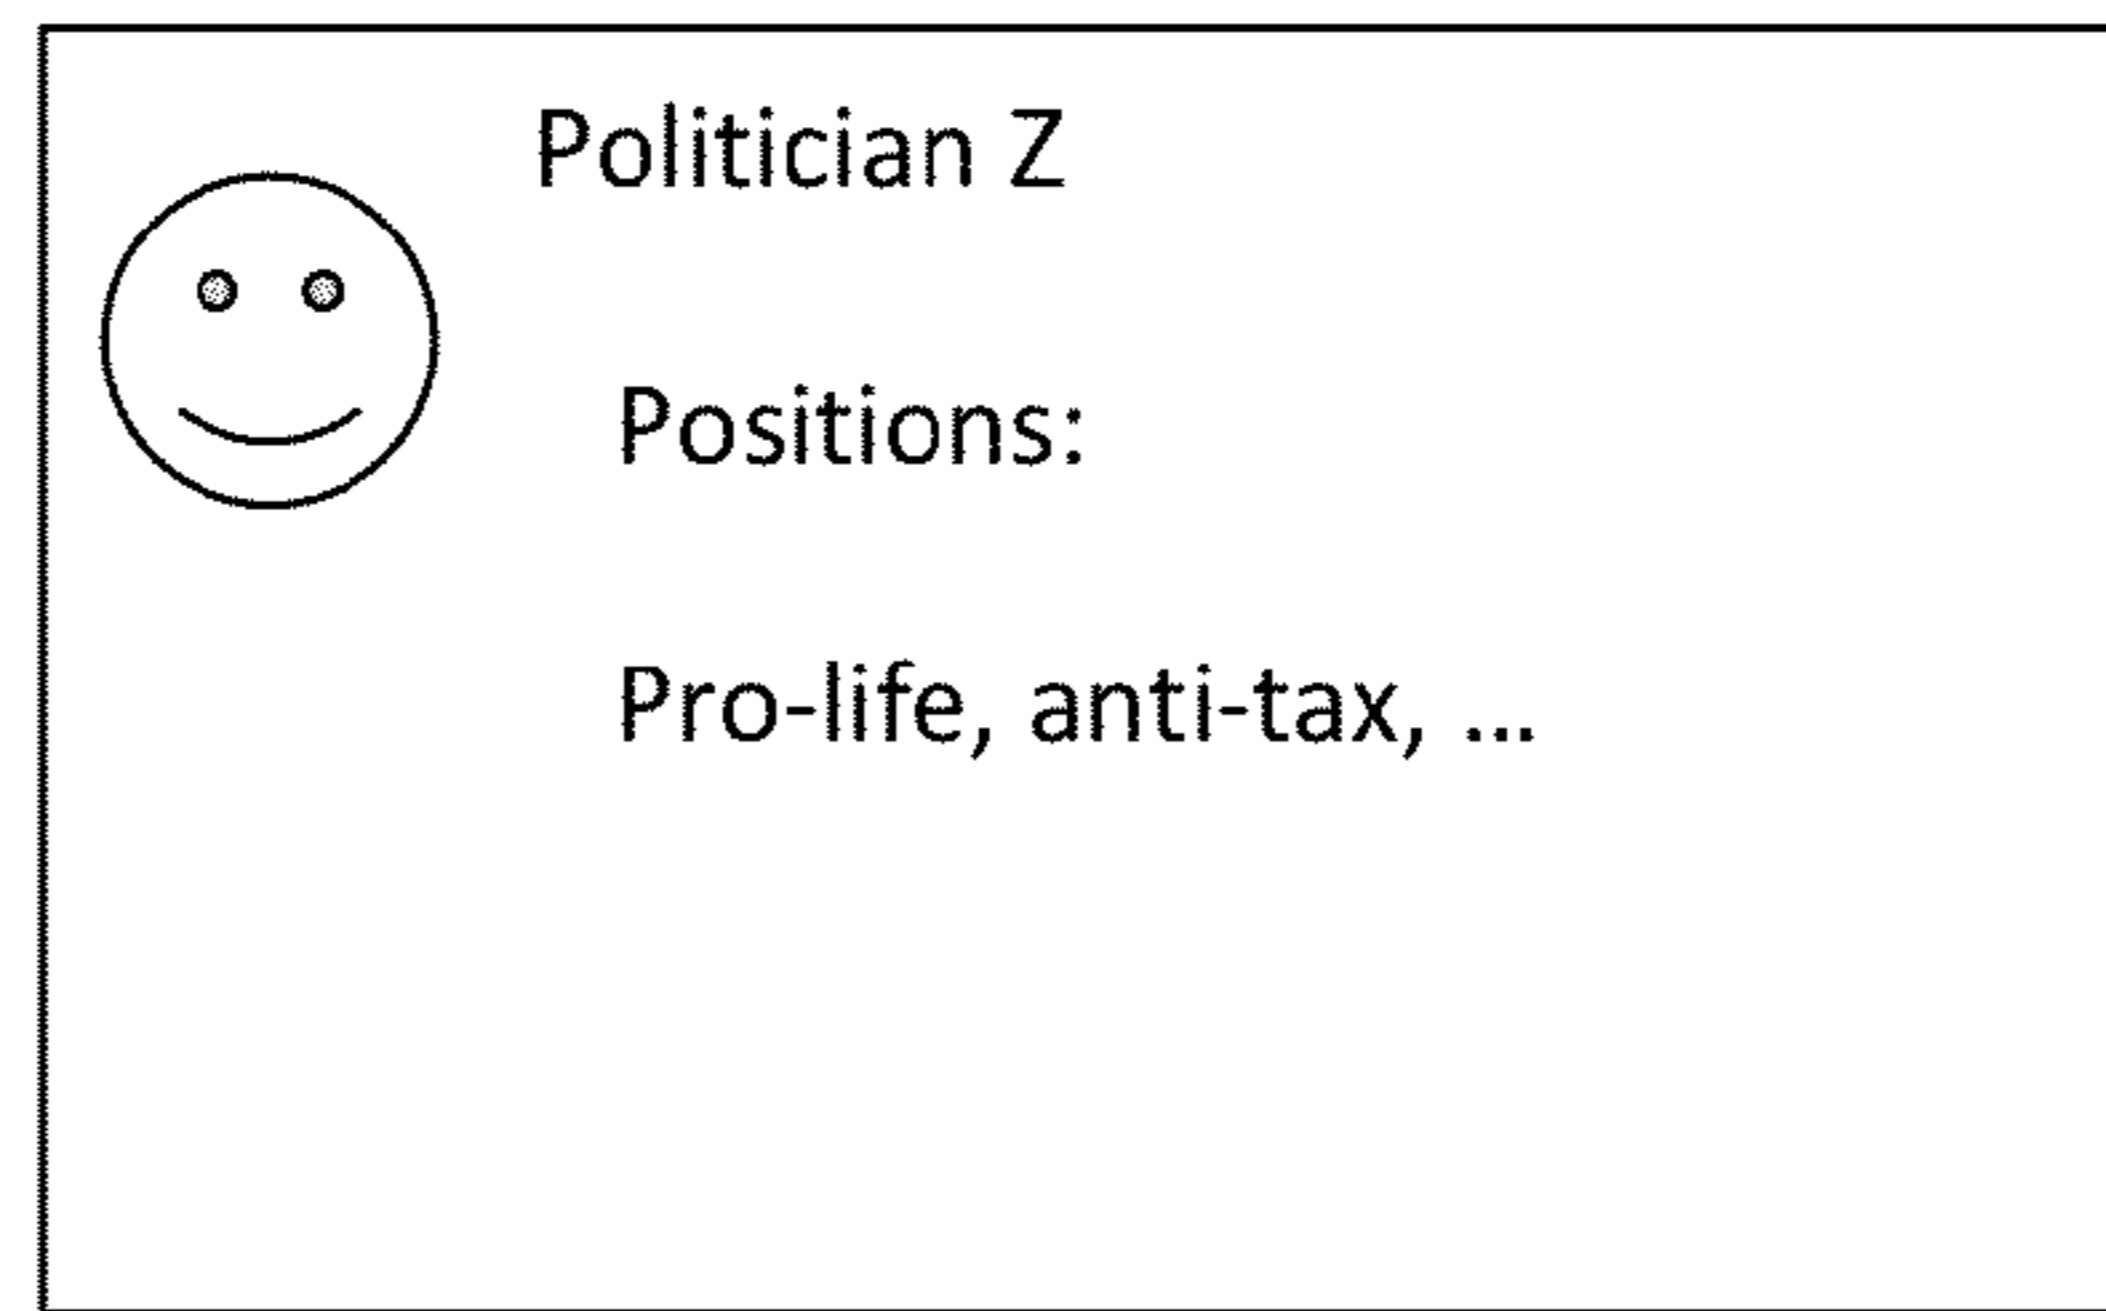 Politician Z
Positions:
Pro-life, anti-tax, ...